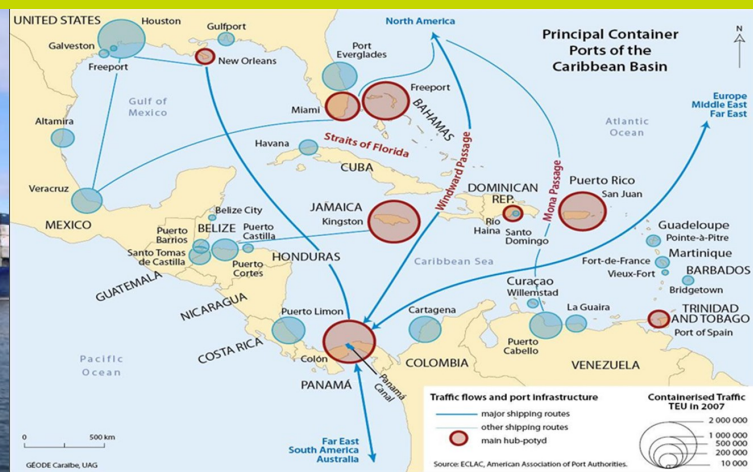 UNITED STATES
Houston
Gulfport
North America
Principal Container
Ports of the
Caribbean Basin
N
Galveston
Freeport
New Orleans
Port
Everglades
Freeport
Gulf of
Mexico
Miami
BAHAMAS
Europe
Middle East
Far East
Altamira
Straits of Florida
Havana
Windward Passage
Atlantic
Ocean
CUBA
Mona Passage
Veracruz
DOMINICAN
REP.
Puerto Rico
San Juan
MEXICO
Belize City
JAMAICA
Kingston
Puerto
Barrios
BELIZE
Puerto
Castilla
Rio
Haina
Santo
Domingo
Guadeloupe
Pointe-à-Pitre
Santo Tomas
de Castilla
Puerto
Cortes
HONDURAS
Caribbean Sea
Fort-de-France
Martinique
Vieux-Fort
BARBADOS
Bridgetown
GUATEMALA
NICARAGUA
Curaçao
Willemstad
Puerto Limon
Cartagena
La Guaira
TRINIDAD
AND TOBAGO
Port of Spain
COSTA RICA
Puerto
Cabello
Pacific
Ocean
Colón
Panamá
Canal
COLOMBIA
VENEZUELA
PANAMÁ
Traffic flows and port infrastructure
major shipping routes
other shipping routes
main hub-potyd
Containerised Traffic
TEU in 2007
2 000 000
1 000 000
500 000
200 000
10 000
Far East
South America
Australia
0
500 km
GÉODE Caraïbe, UAG
Source: ECLAC, American Association of Port Authorities.